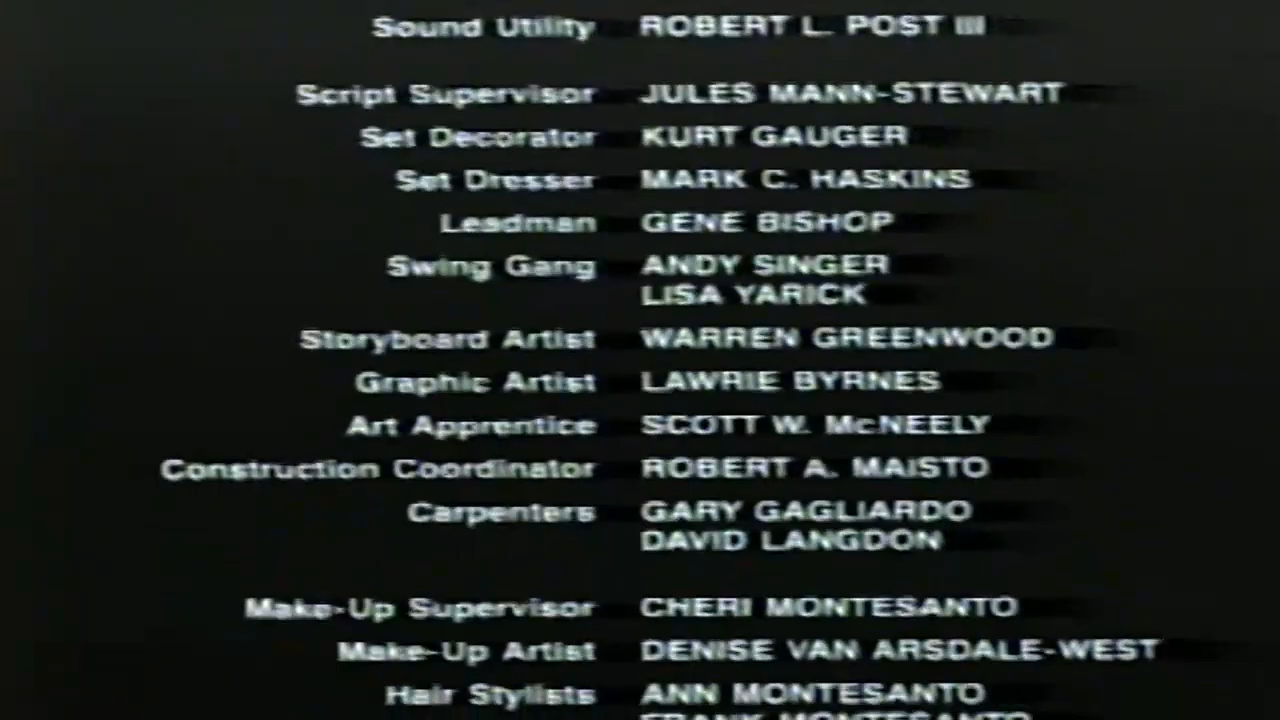 Sound Utility ROBERT L. POST III
Script Supervisor JULES MANN-STEWART
Set Decorator KURT GAUGER
Set Dresser MARK C. HASKINS
Leadman GENE BISHOP
Swing Gang ANDY SINGER
LISA YARICK
Storyboard Artist WARREN GREENWOOD
Graphic Artist LAWRIE BYRNES
Art Apprentice SCOTT W. McNEELY
Construction Coordinator ROBERT A. MAISTO
Carpenters GARY GAGLIARDO
DAVID LANGDON
Make-Up Supervisor CHERI MONTESANTO
Make-Up Artist DENISE VAN ARSDALE-WEST
Hair Stylists ANN MONTESANTO
FRANK MONTESANTO